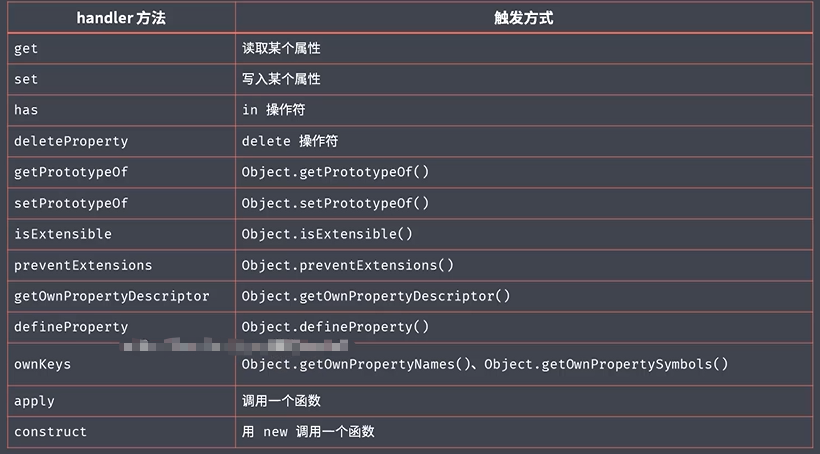 handler 方法 触发方式
get 读取某个属性
set 写入某个属性
has in 操作符
deleteProperty delete 操作符
getPrototypeOf Object.getPrototypeOf()
setPrototypeOf Object.setPrototypeOf()
isExtensible Object.isExtensible()
preventExtensions Object.preventExtensions()
getOwnPropertyDescriptor Object.getOwnPropertyDescriptor()
defineProperty Object.defineProperty()
ownKeys Object.getOwnPropertyNames()、Object.getOwnPropertySymbols()
apply 调用一个函数
construct 用 new 调用一个函数